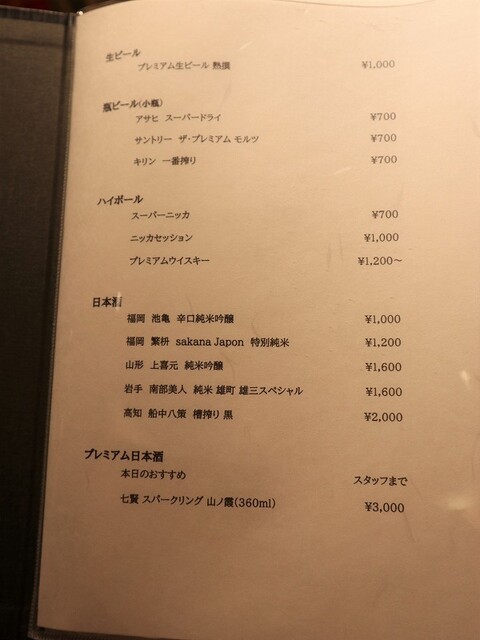 生ビール
プレミアム生ビール 熟撰 ¥1,000
瓶ビール(小瓶)
アサヒ スーパードライ ¥700
サントリー ザ・プレミアム モルツ ¥700
キリン 一番搾り ¥700
ハイボール
スーパーニッカ ¥700
ニッカセッション ¥1,000
プレミアムウイスキー ¥1,200~
日本酒
福岡 池亀 辛口純米吟醸 ¥1,000
福岡 繁枡 sakana Japon 特別純米 ¥1,200
山形 上喜元 純米吟醸 ¥1,600
岩手 南部美人 純米 雄町 雄三スペシャル ¥1,600
高知 船中八策 槽搾り 黒 ¥2,000
プレミアム日本酒
本日のおすすめ スタッフまで
七賢 スパークリング 山ノ霞(360ml) ¥3,000